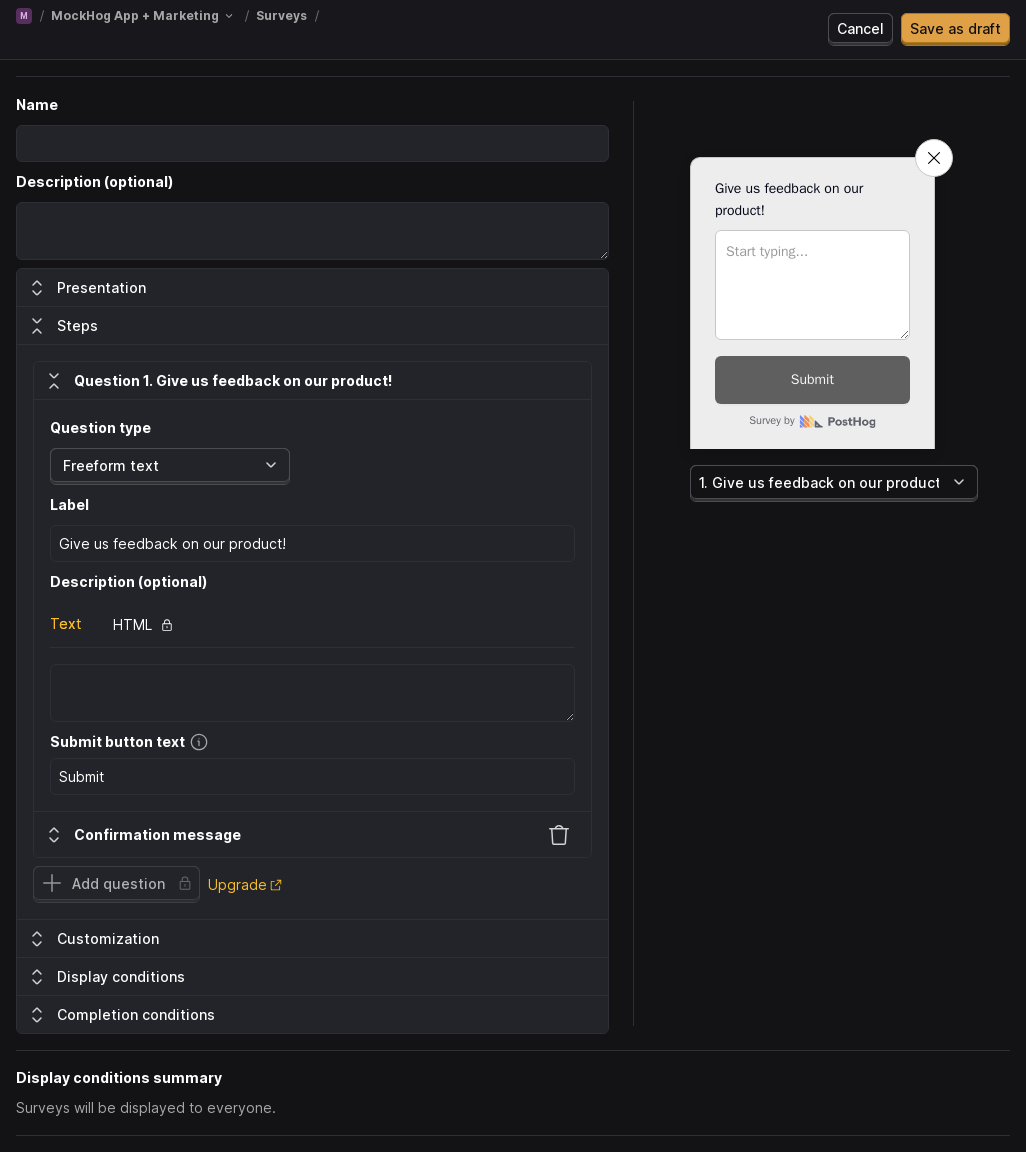 M / MockHog App + Marketing / Surveys /
Cancel
Save as draft
Name
Description (optional)
Presentation
Steps
Question 1. Give us feedback on our product!
Question type
Freeform text
Label
Give us feedback on our product!
Description (optional)
Text
HTML
Submit button text
Submit
Confirmation message
Add question
Upgrade
Customization
Display conditions
Completion conditions
Give us feedback on our
product!
Start typing...
Submit
Survey by PostHog
1. Give us feedback on our product
Display conditions summary
Surveys will be displayed to everyone.